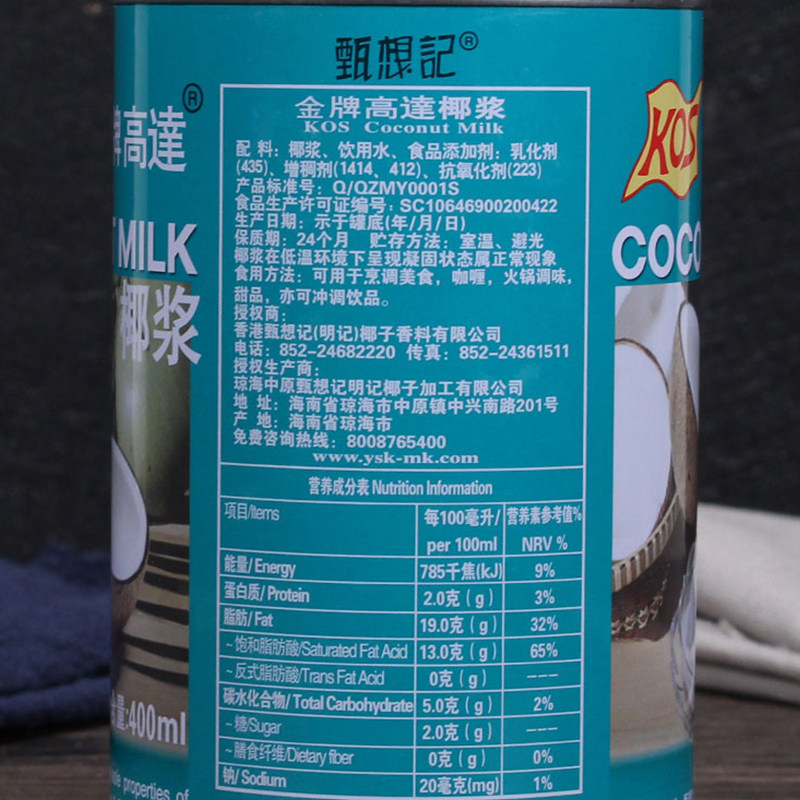 甄想記®
金牌高達椰浆
KOS Coconut Milk
配 料：椰浆、饮用水、食品添加剂：乳化剂
(435)、增稠剂(1414、412)、抗氧化剂(223)
产品标准号：Q/QZMY0001S
食品生产许可证编号：SC10646900200422
生产日期：示于罐底(年/月/日)
保质期：24个月 贮存方法：室温、避光
椰浆在低温环境下呈现凝固状态属正常现象
食用方法：可用于烹调美食，咖喱，火锅调味，
甜品，亦可冲调饮品。
授权商：
香港甄想记(明记)椰子香料有限公司
电话：852-24682220 传真：852-24361511
授权生产商：
琼海中原甄想记明记椰子加工有限公司
地 址：海南省琼海市中原镇中兴南路201号
产 地：海南省琼海市
免费咨询热线：8008765400
www.ysk-mk.com
营养成分表 Nutrition Information
项目/Items 每100毫升/per 100ml 营养素参考值%NRV %
能量/Energy 785千焦(kJ) 9%
蛋白质/Protein 2.0克（g） 3%
脂肪/Fat 19.0克（g） 32%
~饱和脂肪酸/Saturated Fat Acid 13.0克（g） 65%
~反式脂肪酸/Trans Fat Acid 0克（g） ---
碳水化合物/Total Carbohydrate 5.0克（g） 2%
~糖/Sugar 2.0克（g） ---
~膳食纤维/Dietary fiber 0克（g） 0%
钠/Sodium 20毫克(mg) 1%
牌高達®
MILK
椰浆
量:400ml
properties of
KOS
COCO